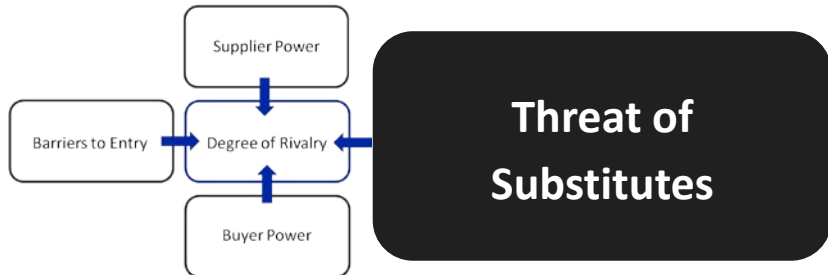 Supplier Power
Barriers to Entry
Degree of Rivalry
Threat of
Substitutes
Buyer Power